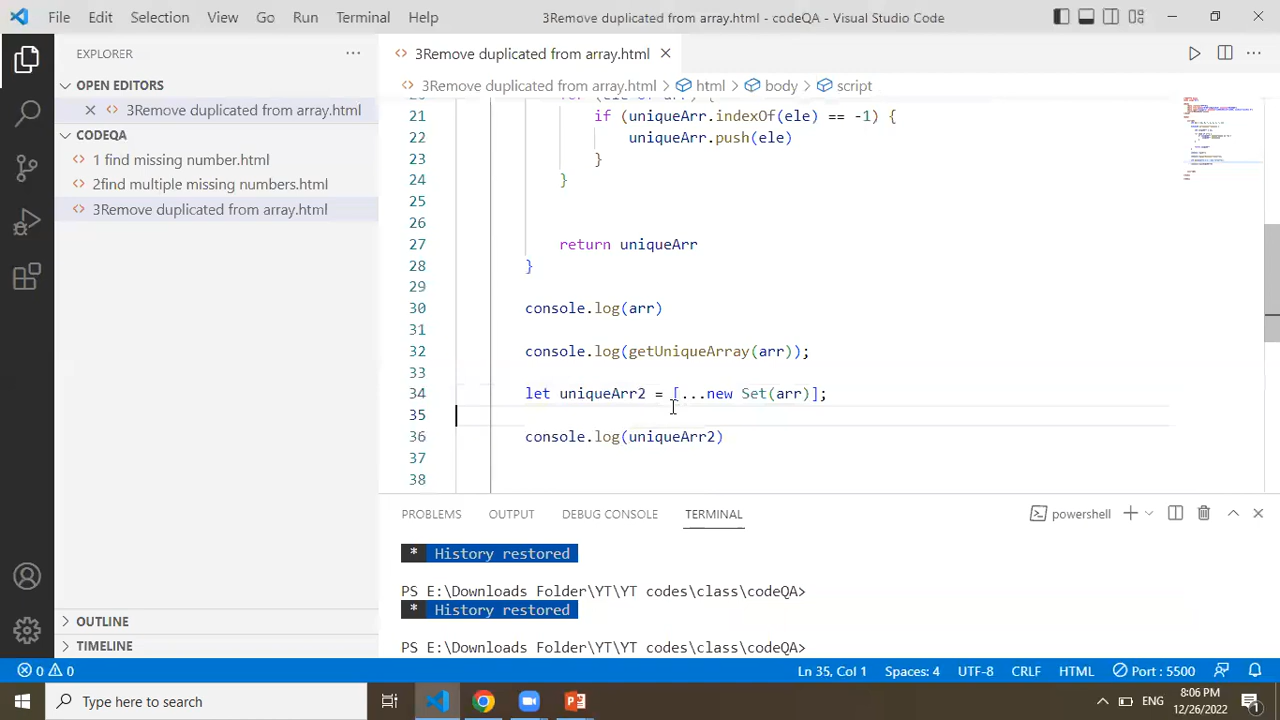 File Edit Selection View Go Run Terminal Help 3Remove duplicated from array.html - codeQA - Visual Studio Code
EXPLORER
OPEN EDITORS
3Remove duplicated from array.html
CODEQA
1 find missing number.html
2find multiple missing numbers.html
3Remove duplicated from array.html
OUTLINE
TIMELINE
3Remove duplicated from array.html
3Remove duplicated from array.html > html > body > script
20 for (ele of arr) {
21 if (uniqueArr.indexOf(ele) == -1) {
22 uniqueArr.push(ele)
23 }
24 }
25
26
27 return uniqueArr
28 }
29
30 console.log(arr)
31
32 console.log(getUniqueArray(arr));
33
34 let uniqueArr2 = [...new Set(arr)];
35
36 console.log(uniqueArr2)
37
38
PROBLEMS OUTPUT DEBUG CONSOLE TERMINAL powershell
* History restored
PS E:\Downloads Folder\YT\YT codes\class\codeQA>
* History restored
PS E:\Downloads Folder\YT\YT codes\class\codeQA>
0 0 Ln 35, Col 1 Spaces: 4 UTF-8 CRLF HTML Port : 5500
Type here to search ENG 8:06 PM
12/26/2022 1